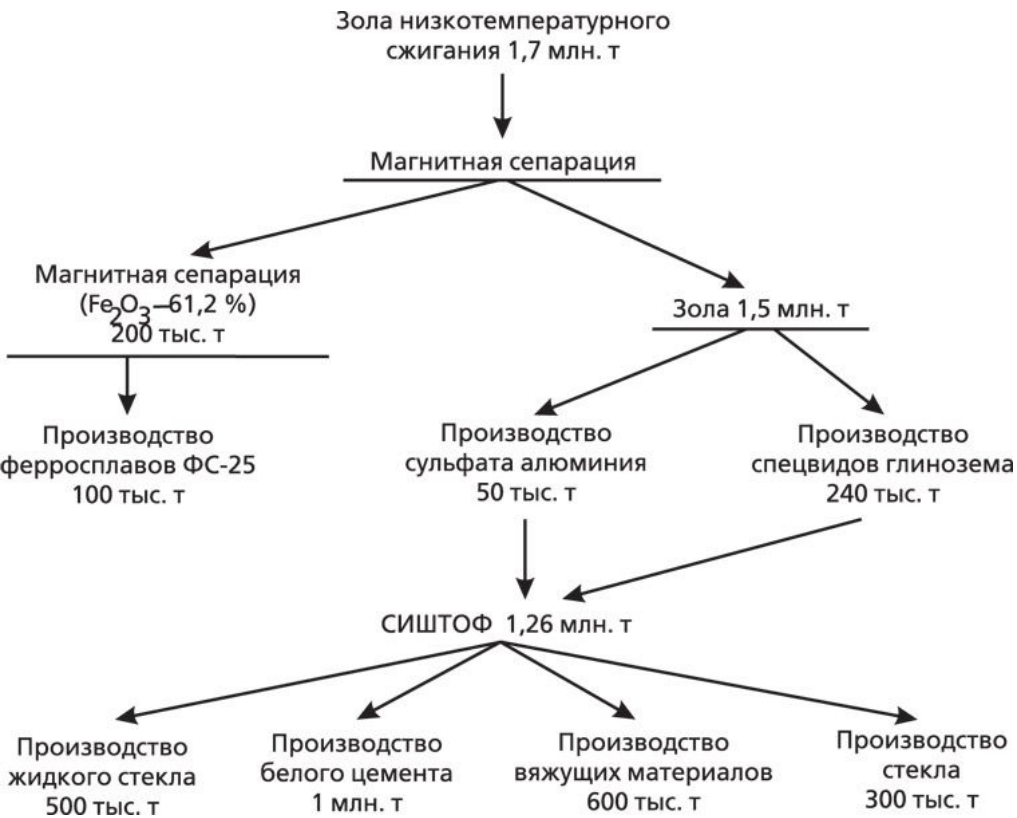 Зола низкотемпературного
сжигания 1,7 млн. т
Магнитная сепарация
Магнитная сепарация
(Fe2O3—61,2 %)
200 тыс. т
Зола 1,5 млн. т
Производство
ферросплавов ФС-25
100 тыс. т
Производство
сульфата алюминия
50 тыс. т
Производство
спецвидов глинозема
240 тыс. т
СИШТОФ 1,26 млн. т
Производство
жидкого стекла
500 тыс. т
Производство
белого цемента
1 млн. т
Производство
вяжущих материалов
600 тыс. т
Производство
стекла
300 тыс. т